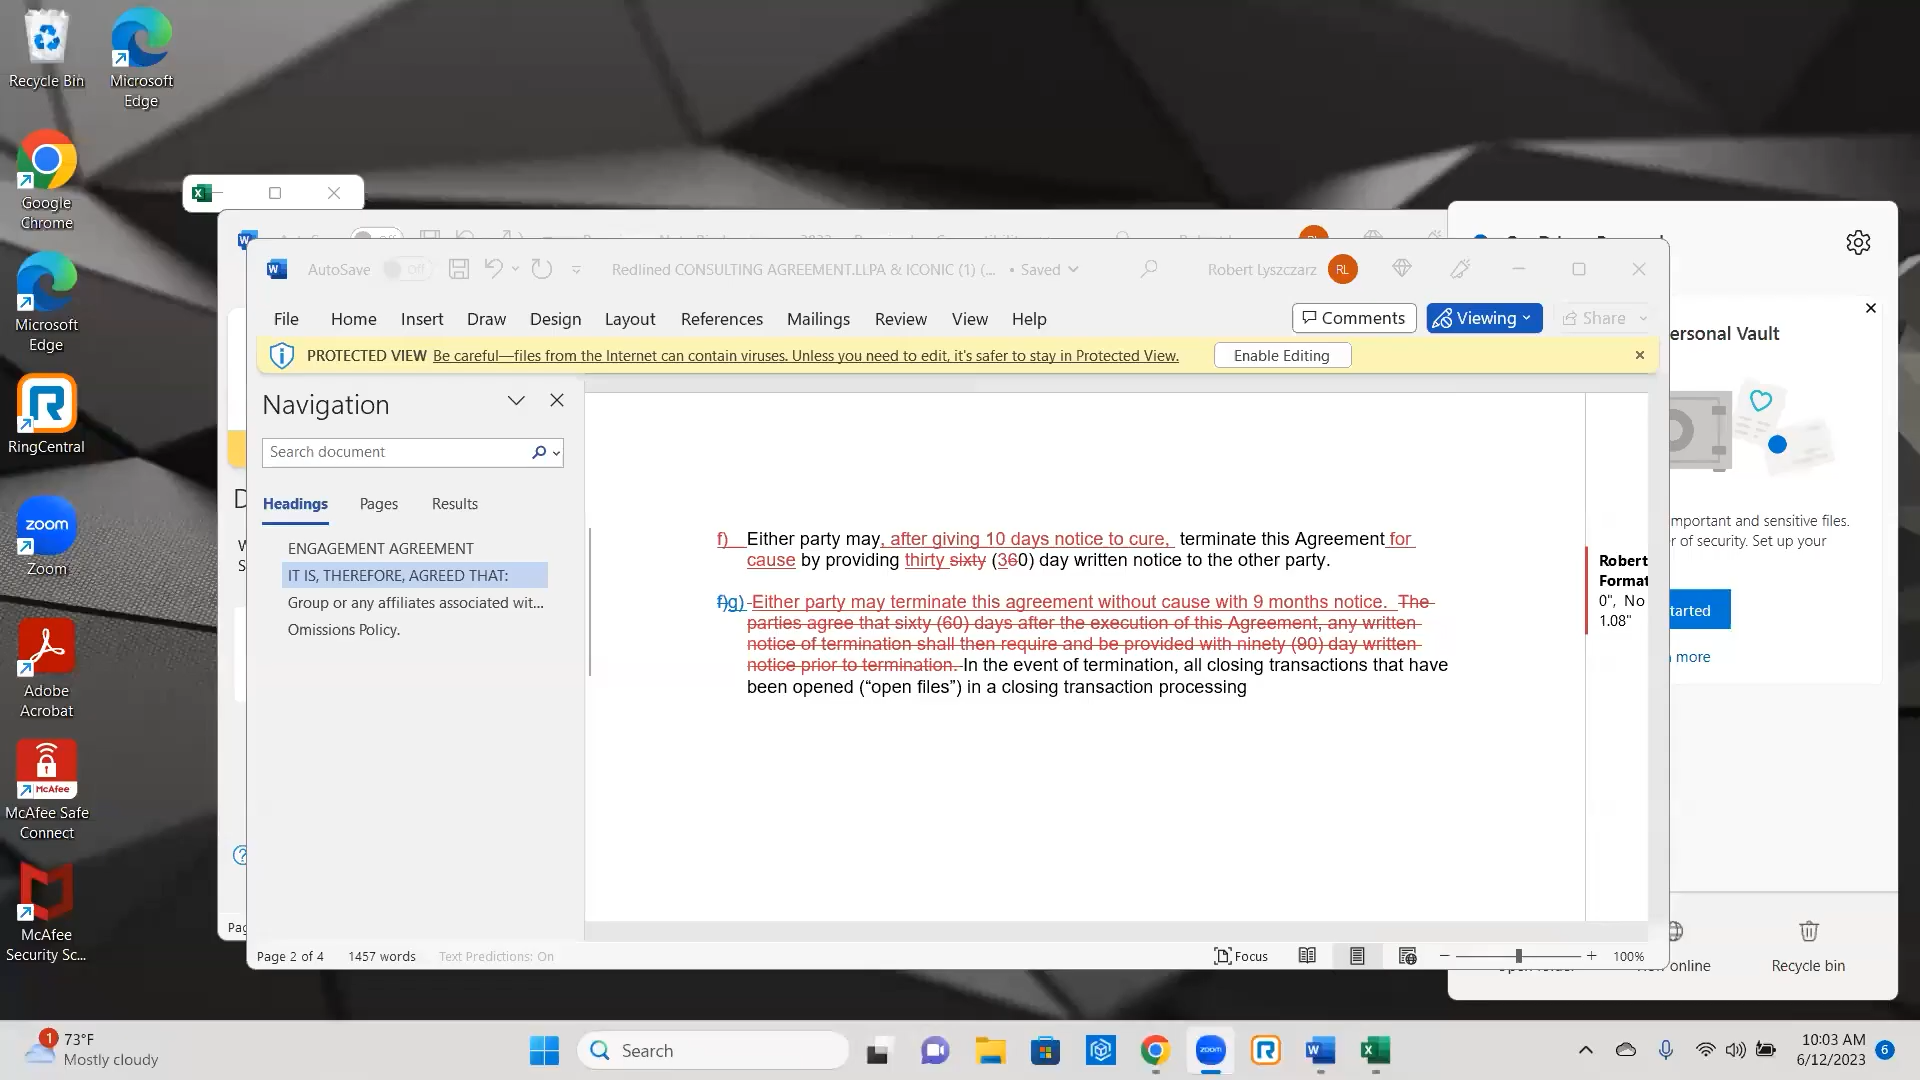 Recycle Bin
Microsoft
Edge
Google
Chrome
Microsoft
Edge
RingCentral
zoom
Zoom
Adobe
Acrobat
McAfee
McAfee Safe
Connect
McAfee
Security Sc...
AutoSave Off
Redlined CONSULTING AGREEMENT.LLPA & ICONIC (1) (... • Saved
Robert Lyszczarz RL
File Home Insert Draw Design Layout References Mailings Review View Help
Comments Viewing Share
PROTECTED VIEW Be careful—files from the Internet can contain viruses. Unless you need to edit, it's safer to stay in Protected View.
Enable Editing
Navigation
Search document
Headings Pages Results
ENGAGEMENT AGREEMENT
IT IS, THEREFORE, AGREED THAT:
Group or any affiliates associated wit...
Omissions Policy.
f) Either party may, after giving 10 days notice to cure, terminate this Agreement for
cause by providing thirty sixty (360) day written notice to the other party.
f)g) Either party may terminate this agreement without cause with 9 months notice. The
parties agree that sixty (60) days after the execution of this Agreement, any written
notice of termination shall then require and be provided with ninety (90) day written
notice prior to termination. In the event of termination, all closing transactions that have
been opened (“open files”) in a closing transaction processing
Robert
Format
0", No
1.08"
Page 2 of 4 1457 words Text Predictions: On
Focus
100%
ersonal Vault
mportant and sensitive files.
r of security. Set up your
tarted
more
online
Recycle bin
1
73°F
Mostly cloudy
Search
zoom
10:03 AM
6/12/2023
6